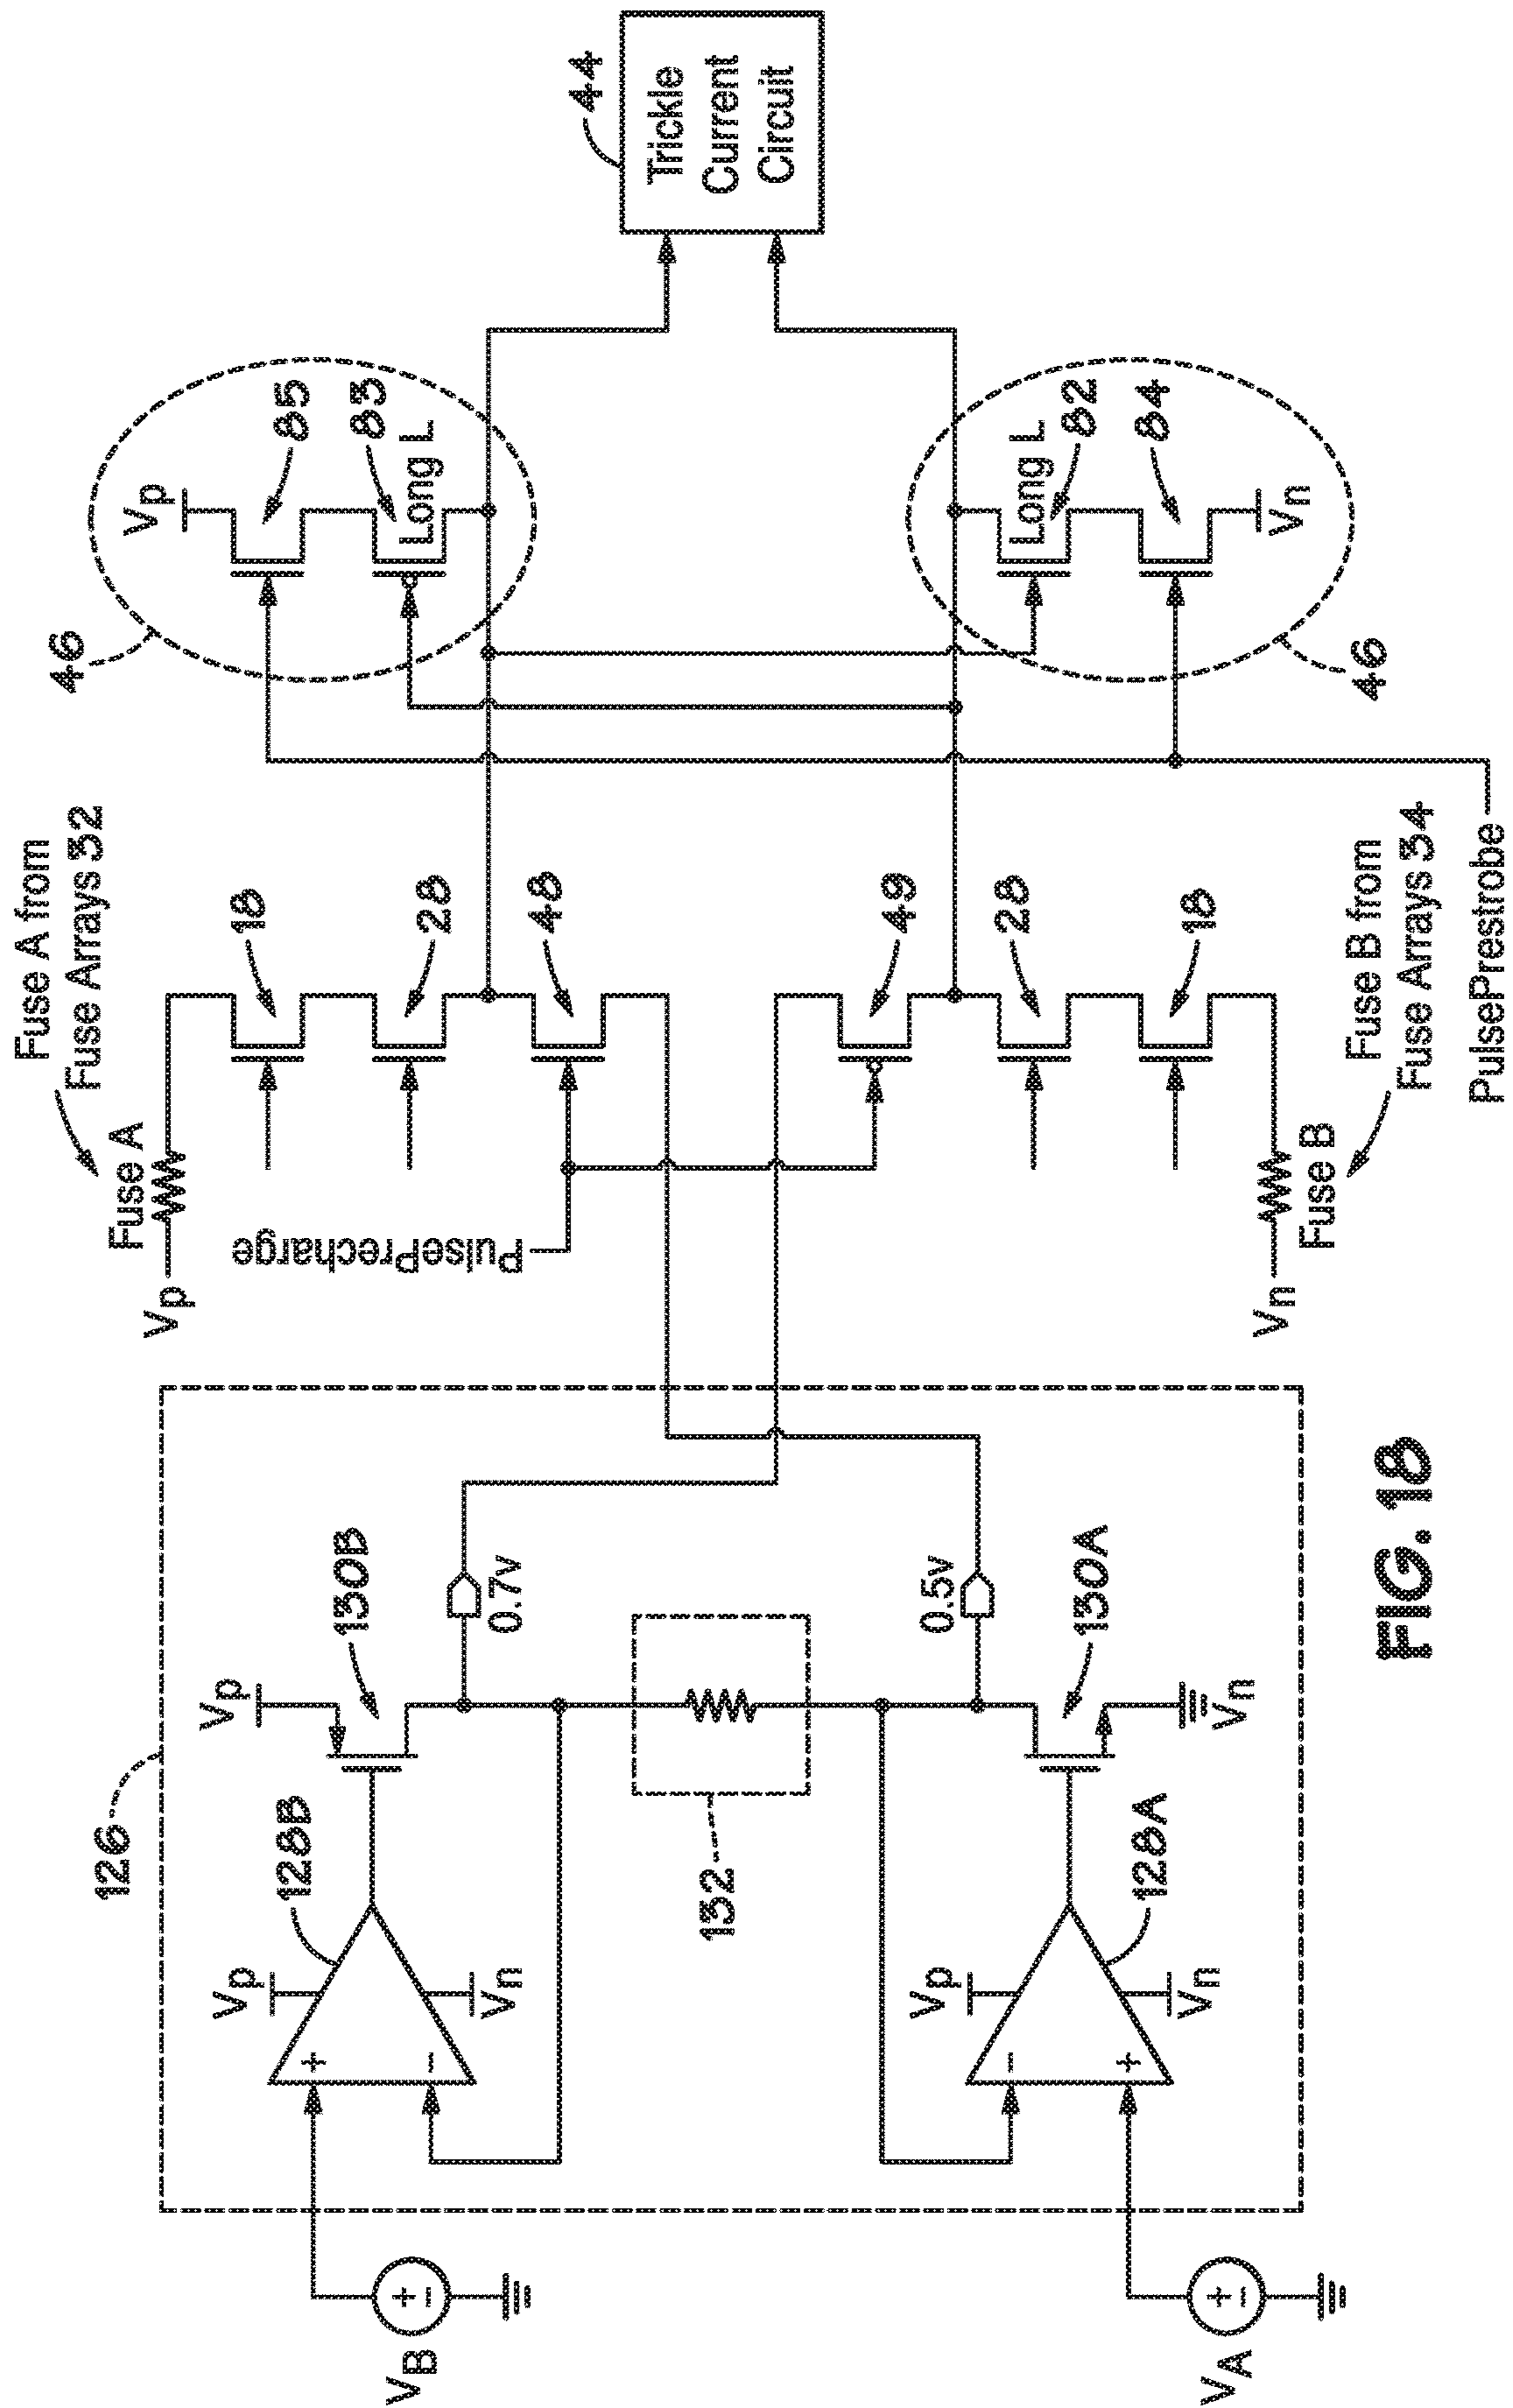 44
Trickle
Current
Circuit
Vp
85
83
Long L
46
Long L
82
84
Vn
46
Fuse A from
Fuse Arrays 32
Fuse A
Vp
18
28
48
PulsePrecharge
49
28
18
Fuse B from
Fuse Arrays 34
Fuse B
Vn
PulsePrestrobe
126
Vp
130B
0.7v
128B
Vp
+
−
Vn
132
0.5v
130A
Vn
128A
Vp
−
+
Vn
VB
+
−
VA
+
−
FIG. 18